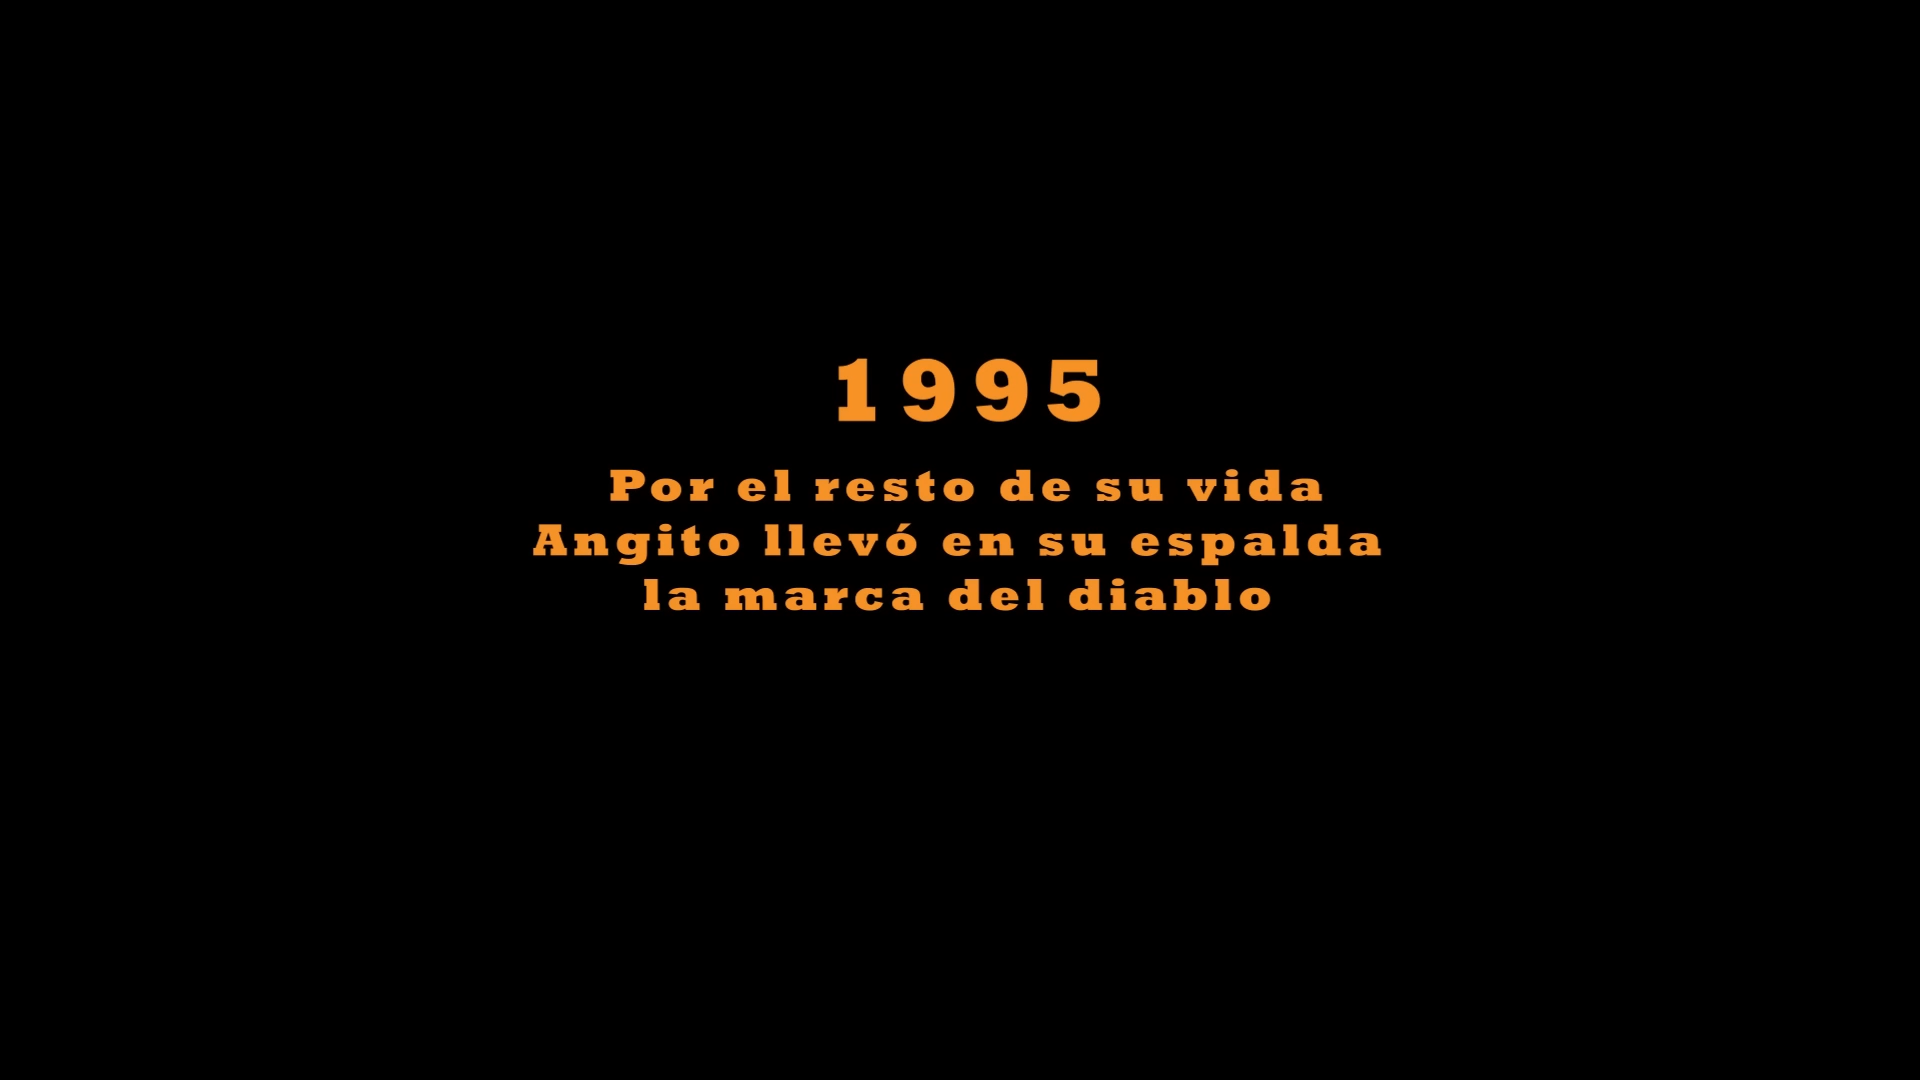 1995
Por el resto de su vida
Angito llevó en su espalda
la marca del diablo